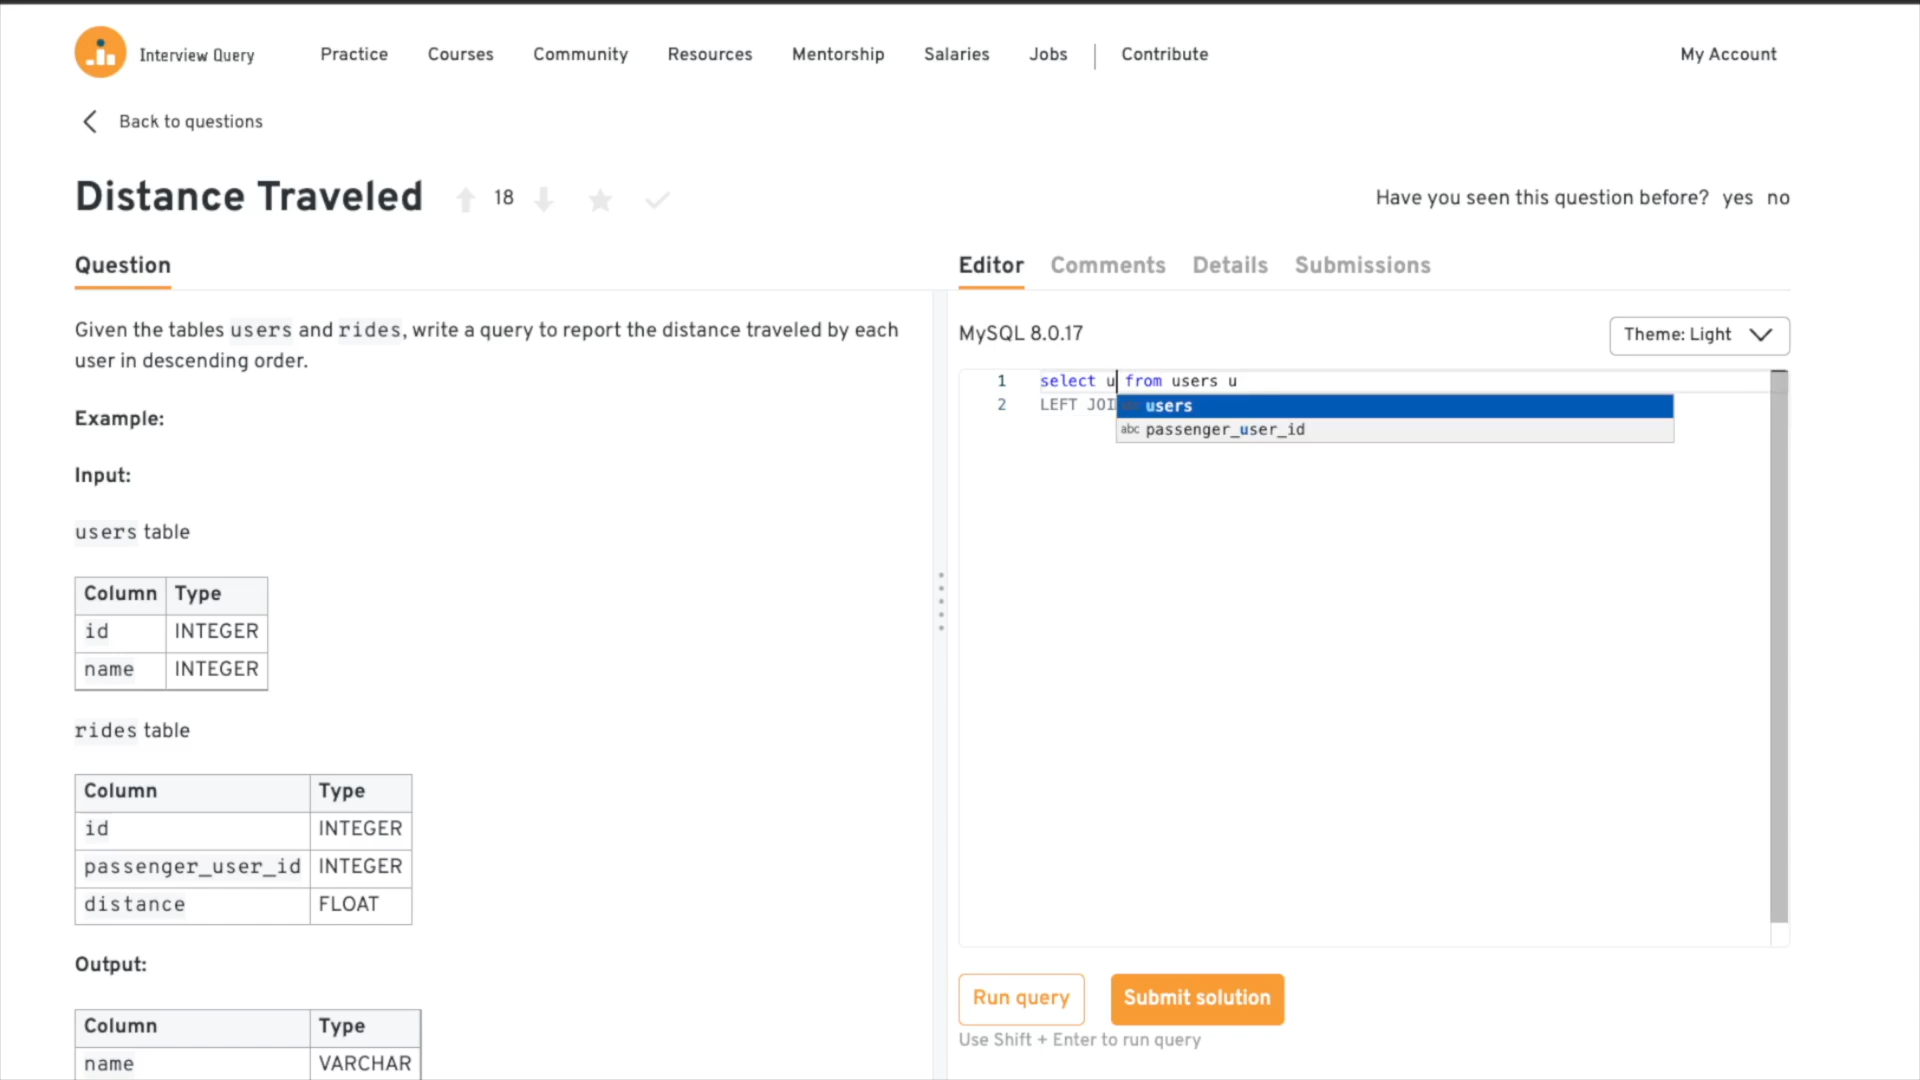 Interview Query
Practice
Courses
Community
Resources
Mentorship
Salaries
Jobs
Contribute
My Account
Back to questions
Distance Traveled
18
Have you seen this question before? yes no
Question
Given the tables users and rides, write a query to report the distance traveled by each
user in descending order.
Example:
Input:
users table
Column Type
id INTEGER
name INTEGER
rides table
Column Type
id INTEGER
passenger_user_id INTEGER
distance FLOAT
Output:
Column Type
name VARCHAR
Editor
Comments
Details
Submissions
MySQL 8.0.17
Theme: Light
1 select u from users u
2 LEFT JOI
users
abc passenger_user_id
Run query
Submit solution
Use Shift + Enter to run query